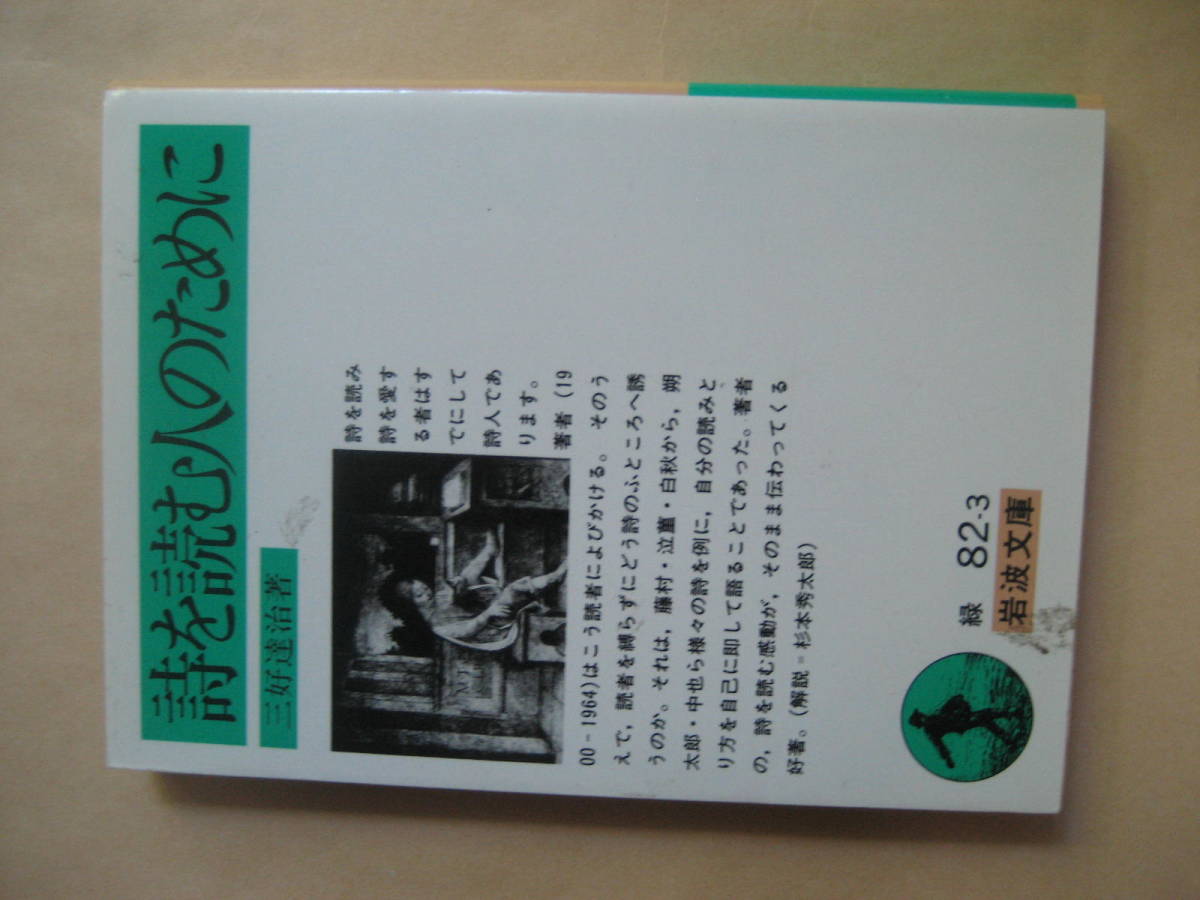 詩を読む人のために
三好達治著
詩を読み
詩を愛す
る者はす
でにして
詩人であ
ります。
著者(19
00-1964)はこう読者によびかける。そのう
えで,読者を縛らずにどう詩のふところへ誘
うのか。それは,藤村・泣菫・白秋から,朔
太郎・中也ら様々の詩を例に,自分の読みと
り方を自己に即して語ることであった。著者
の,詩を読む感動が,そのまま伝わってくる
好著。(解説=杉本秀太郎)
緑 82-3
岩波文庫